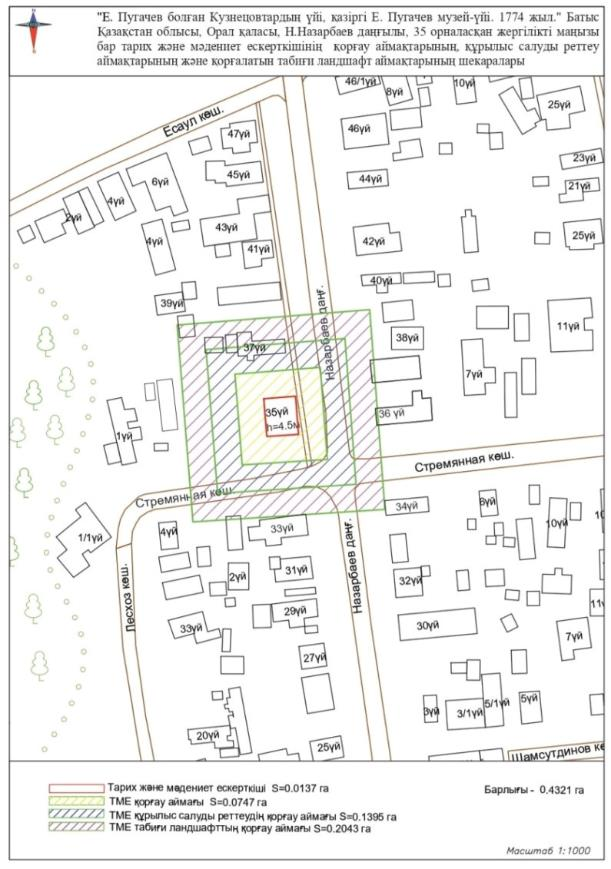 "Е. Пугачев болған Кузнецовтардың үйі, қазіргі Е. Пугачев музей-үйі. 1774 жыл." Батыс
Қазақстан облысы, Орал қаласы, Н.Назарбаев даңғылы, 35 орналасқан жергілікті маңызы
бар тарих және мәдениет ескерткішінің қорғау аймақтарының, құрылыс салуды реттеу
аймақтарының және қорғалатын табиғи ландшафт аймақтарының шекаралары
46/1үй
8үй
10үй
25үй
Есаул көш.
47үй
46үй
23үй
45үй
6үй
44үй
21үй
4үй
2үй
43үй
42үй
25үй
4үй
41үй
40үй
39үй
Назарбаев даңғ.
11үй
37үй
38үй
7үй
35үй
h=4.5м
36 үй
1үй
Стремянная көш.
Стремянная көш.
34үй
6үй
10үй
10
4үй
33үй
1/1үй
Лесхоз көш.
Назарбаев даңғ.
2үй
31үй
32үй
29үй
11
33үй
30үй
7үй
27үй
3үй
3/1үй
5/1үй
5үй
20үй
25үй
Шамсутдинов кө
Тарих және мәдениет ескерткіші S=0.0137 га
Барлығы - 0.4321 га
ТМЕ қорғау аймағы S=0.0747 га
ТМЕ құрылыс салуды реттеудің қорғау аймағы S=0.1395 га
ТМЕ табиғи ландшафттың қорғау аймағы S=0.2043 га
Масштаб 1:1000